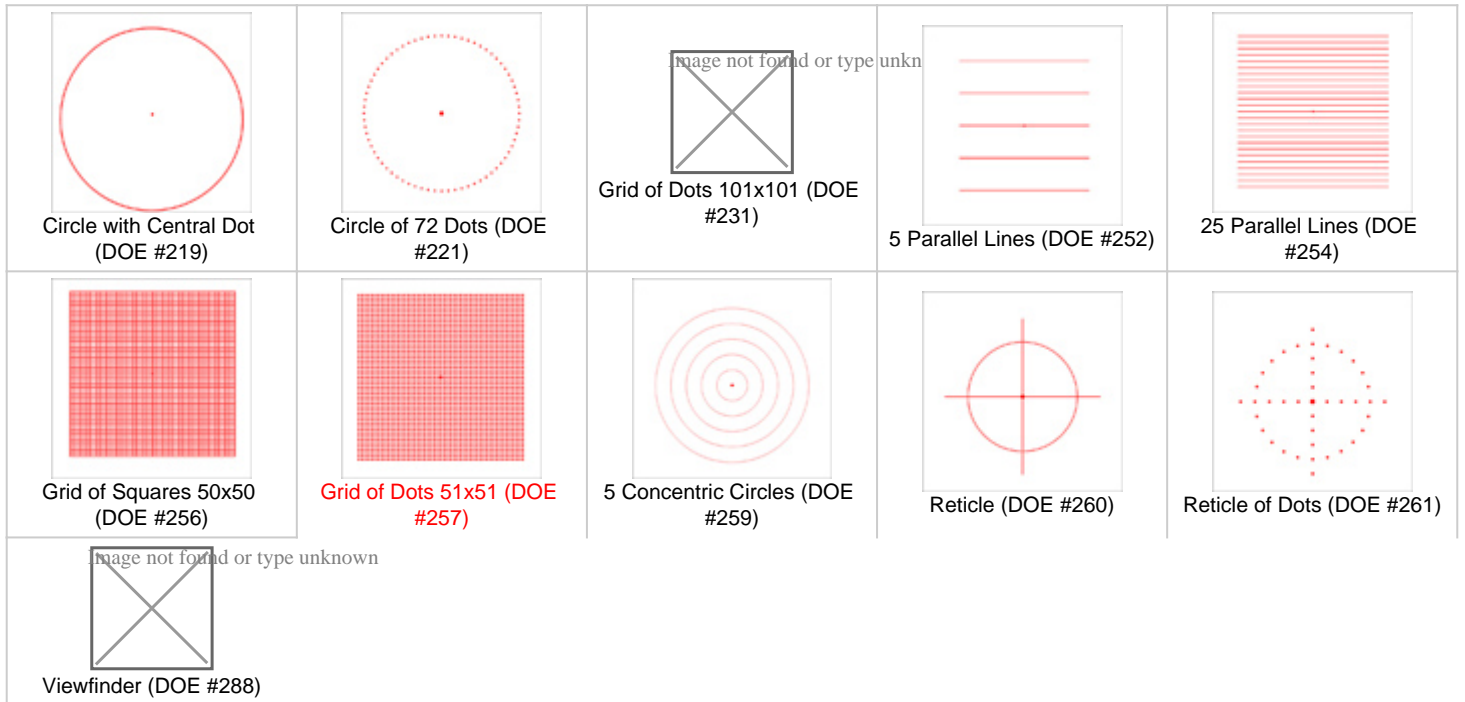 Image not found or type unkn
Circle with Central Dot
(DOE #219)
Circle of 72 Dots (DOE
#221)
Grid of Dots 101x101 (DOE
#231)
5 Parallel Lines (DOE #252)
25 Parallel Lines (DOE
#254)
Grid of Squares 50x50
(DOE #256)
Grid of Dots 51x51 (DOE
#257)
5 Concentric Circles (DOE
#259)
Reticle (DOE #260)
Reticle of Dots (DOE #261)
Image not found or type unknown
Viewfinder (DOE #288)